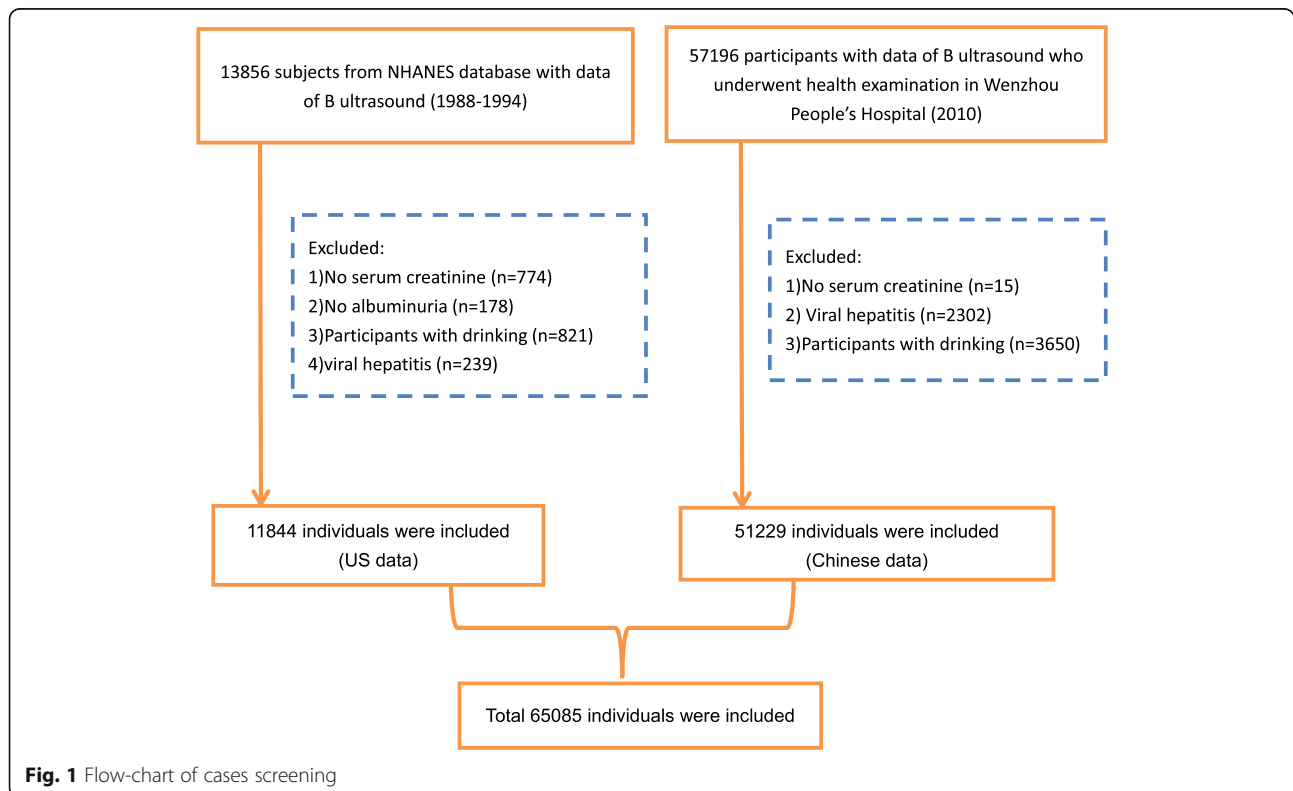 13856 subjects from NHANES database with data
of B ultrasound (1988-1994)
57196 participants with data of B ultrasound who
underwent health examination in Wenzhou
People's Hospital (2010)
Excluded:
1)No serum creatinine (n=774)
2)No albuminuria (n=178)
3)Participants with drinking (n=821)
4)viral hepatitis (n=239)
Excluded:
1)No serum creatinine (n=15)
2) Viral hepatitis (n=2302)
3)Participants with drinking (n=3650)
11844 individuals were included
(US data)
51229 individuals were included
(Chinese data)
Total 65085 individuals were included
Fig. 1 Flow-chart of cases screening